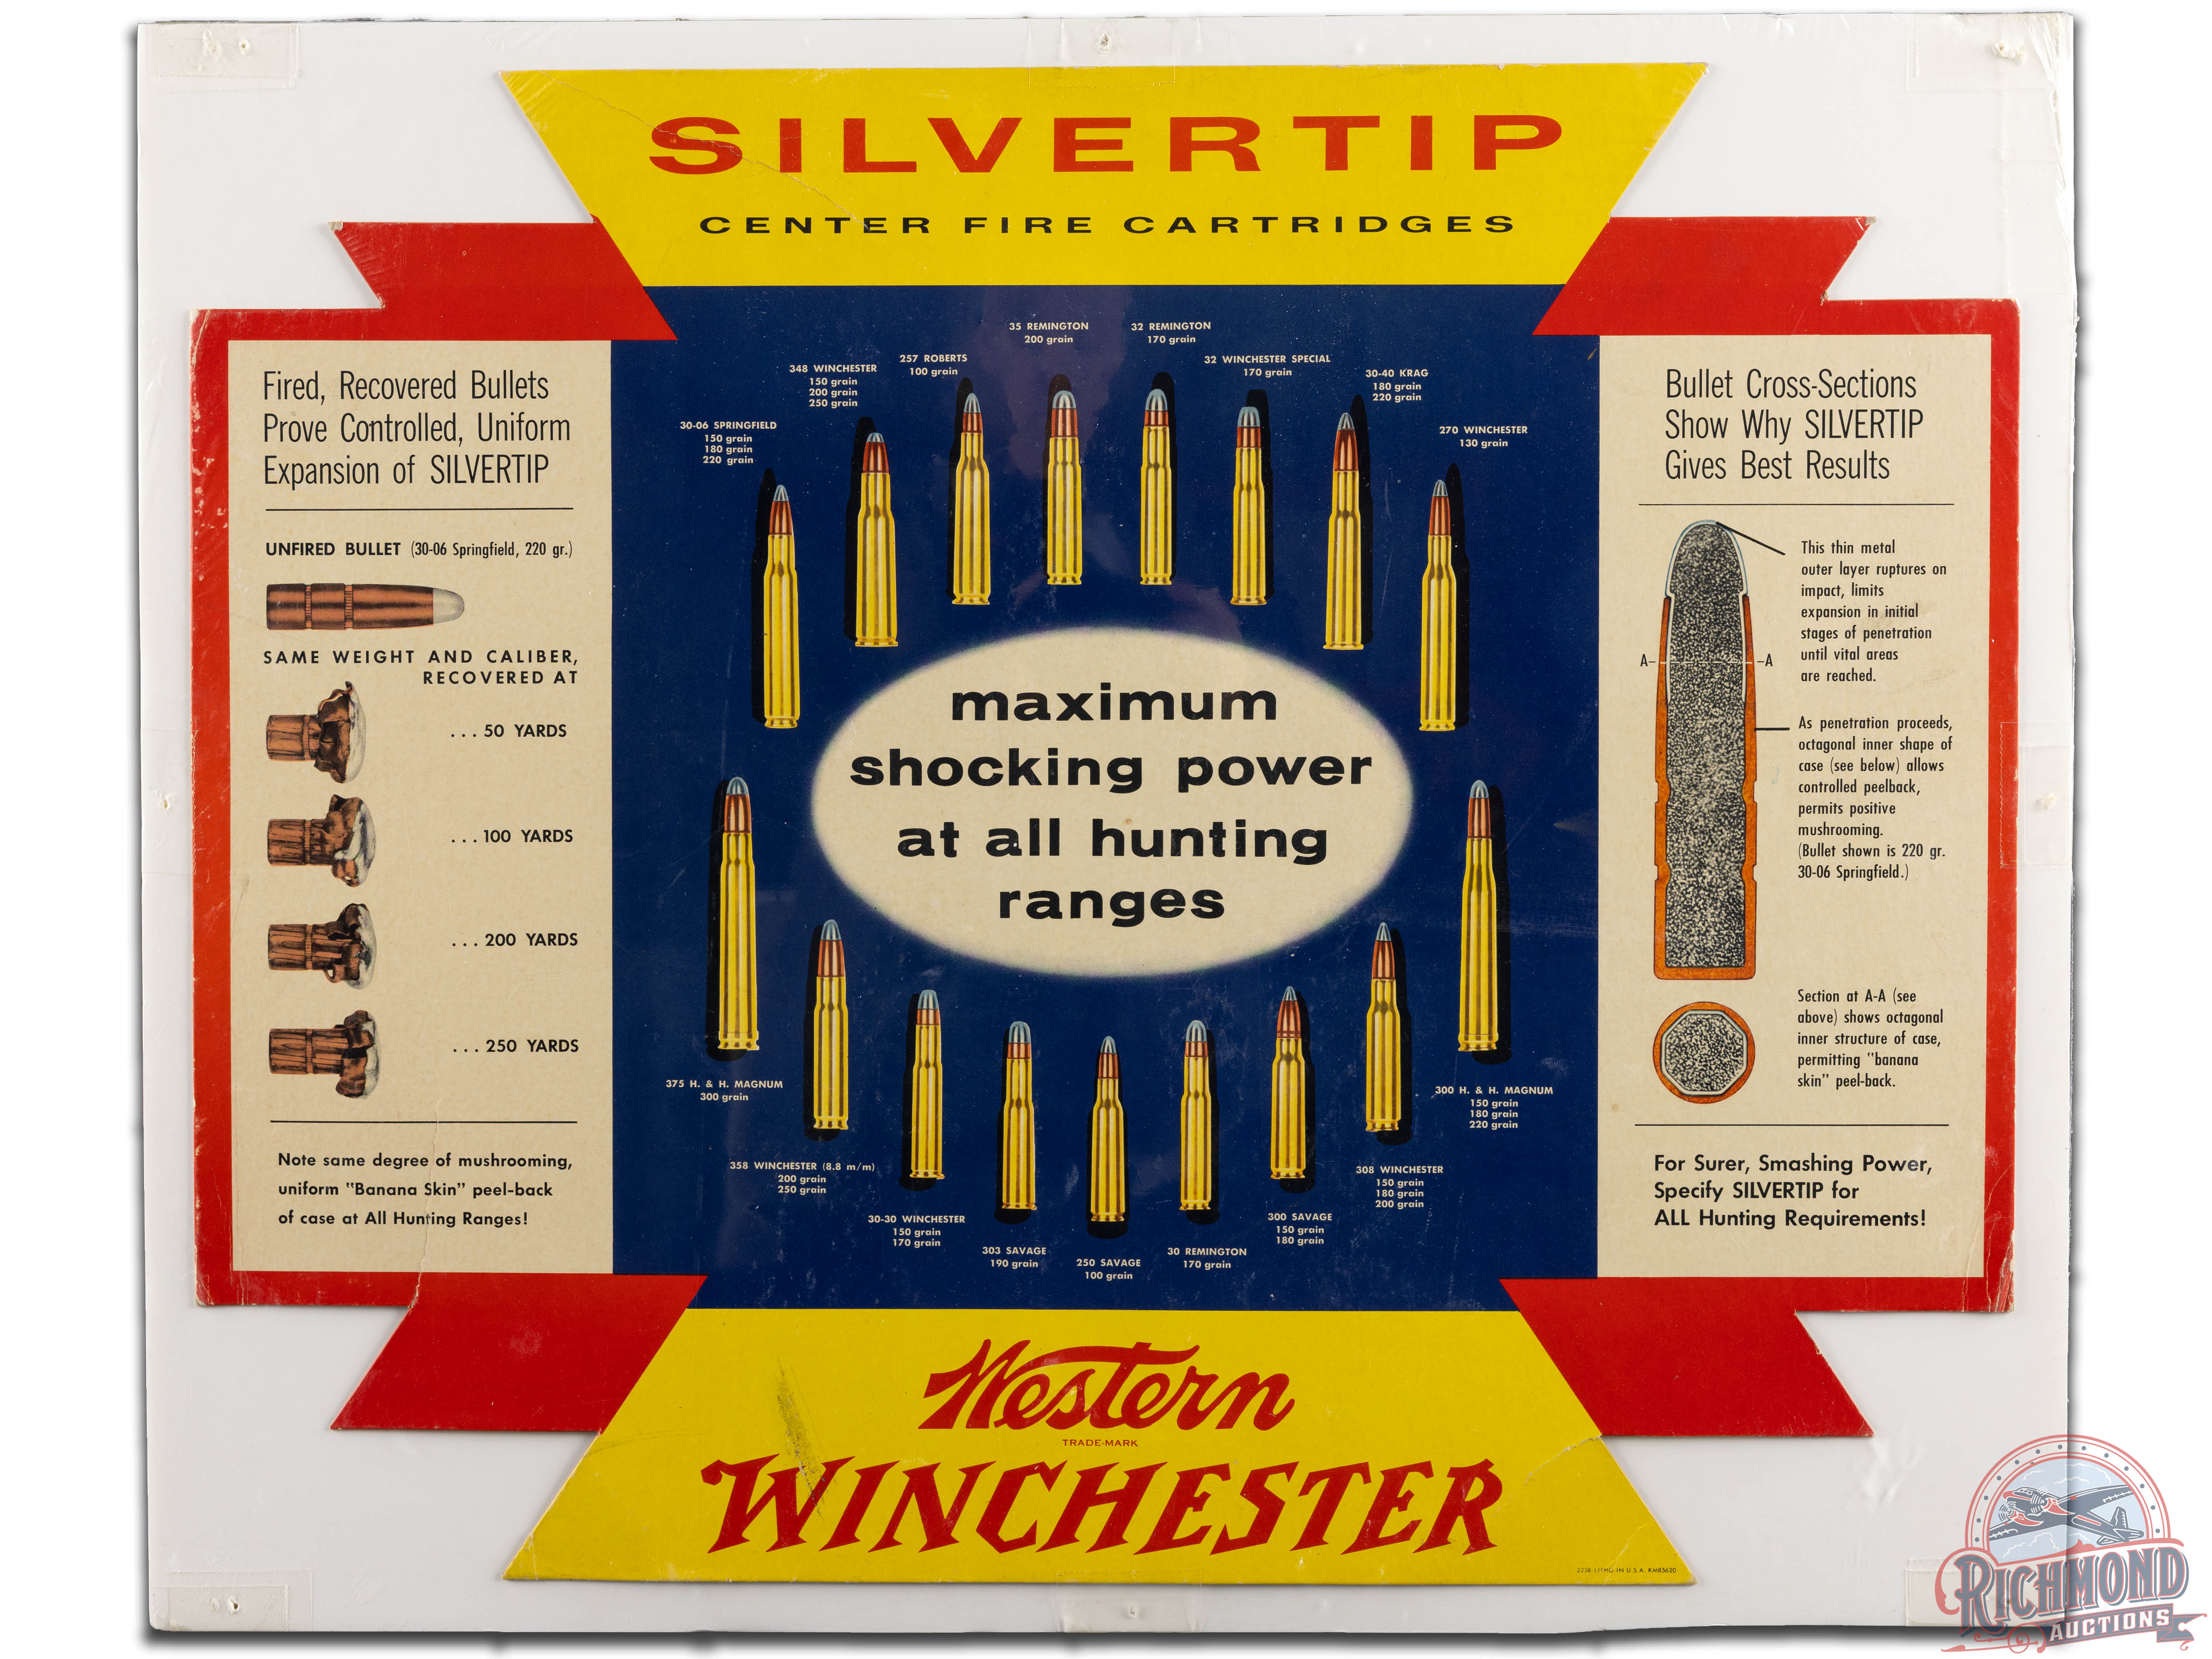 SILVERTIP
CENTER FIRE CARTRIDGES
Fired, Recovered Bullets
Prove Controlled, Uniform
Expansion of SILVERTIP
UNFIRED BULLET (30-06 Springfield, 220 gr.)
SAME WEIGHT AND CALIBER,
RECOVERED AT
...50 YARDS
...100 YARDS
...200 YARDS
...250 YARDS
Note same degree of mushrooming,
uniform "Banana Skin" peel-back
of case at All Hunting Ranges!
30-06 SPRINGFIELD
150 grain
180 grain
220 grain
348 WINCHESTER
150 grain
200 grain
250 grain
257 ROBERTS
100 grain
35 REMINGTON
200 grain
32 REMINGTON
170 grain
32 WINCHESTER SPECIAL
170 grain
30-40 KRAG
180 grain
220 grain
270 WINCHESTER
130 grain
maximum
shocking power
at all hunting
ranges
375 H. & H. MAGNUM
300 grain
358 WINCHESTER (8.8 m/m)
200 grain
250 grain
30-30 WINCHESTER
150 grain
170 grain
303 SAVAGE
190 grain
250 SAVAGE
100 grain
30 REMINGTON
170 grain
300 SAVAGE
150 grain
180 grain
308 WINCHESTER
150 grain
180 grain
200 grain
300 H. & H. MAGNUM
150 grain
180 grain
220 grain
Bullet Cross-Sections
Show Why SILVERTIP
Gives Best Results
This thin metal
outer layer ruptures on
impact, limits
expansion in initial
stages of penetration
until vital areas
are reached.
A- -A
As penetration proceeds,
octagonal inner shape of
case (see below) allows
controlled peelback,
permits positive
mushrooming.
(Bullet shown is 220 gr.
30-06 Springfield.)
Section at A-A (see
above) shows octagonal
inner structure of case,
permitting "banana
skin" peel-back.
For Surer, Smashing Power,
Specify SILVERTIP for
ALL Hunting Requirements!
Western
TRADE-MARK
WINCHESTER
2238 LITHO IN U.S.A. KM85620
RICHMOND
AUCTIONS